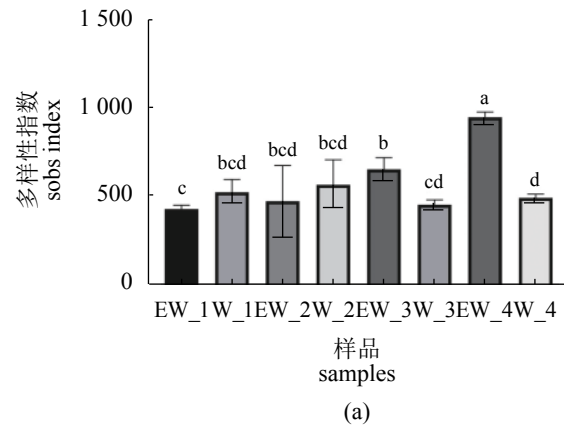 1 500
1 000
500
0
多样性指数
sobs index
c
bcd
bcd
bcd
b
cd
a
d
EW_1W_1EW_2W_2EW_3W_3EW_4W_4
样品
samples
(a)